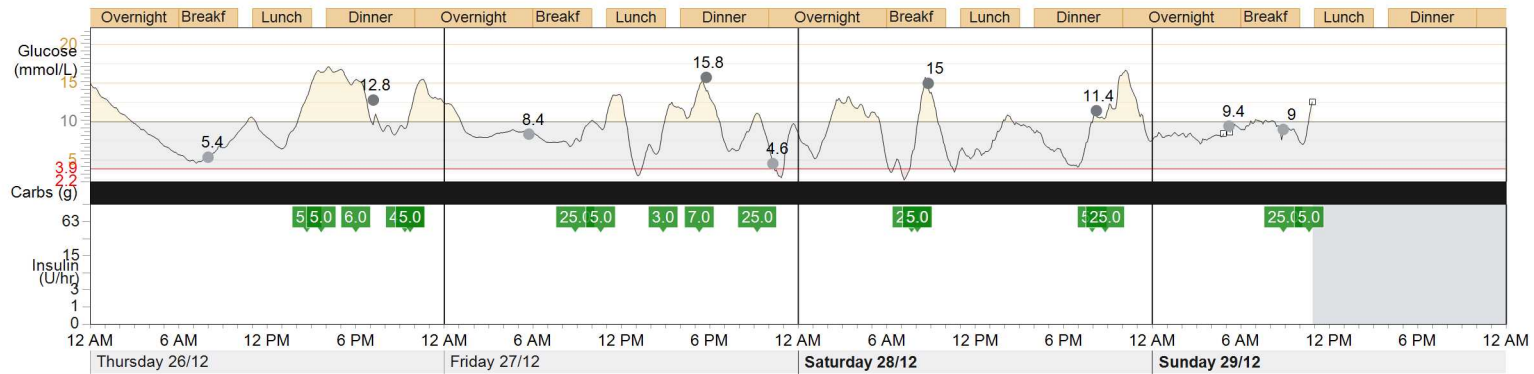 Overnight Breakf Lunch Dinner Overnight Breakf Lunch Dinner Overnight Breakf Lunch Dinner Overnight Breakf Lunch Dinner
Glucose
(mmol/L)
20
15
10
5
3.9
2.2
5.4 12.8 8.4 15.8 4.6 15 11.4 9.4 9
Carbs (g)
63
5.0 6.0 5.0 25.0 5.0 3.0 7.0 25.0 25.0 25.0 25.0 5.0
Insulin
(U/hr)
15
3
1
0
12 AM 6 AM 12 PM 6 PM 12 AM 6 AM 12 PM 6 PM 12 AM 6 AM 12 PM 6 PM 12 AM 6 AM 12 PM 6 PM 12 AM
Thursday 26/12 Friday 27/12 Saturday 28/12 Sunday 29/12